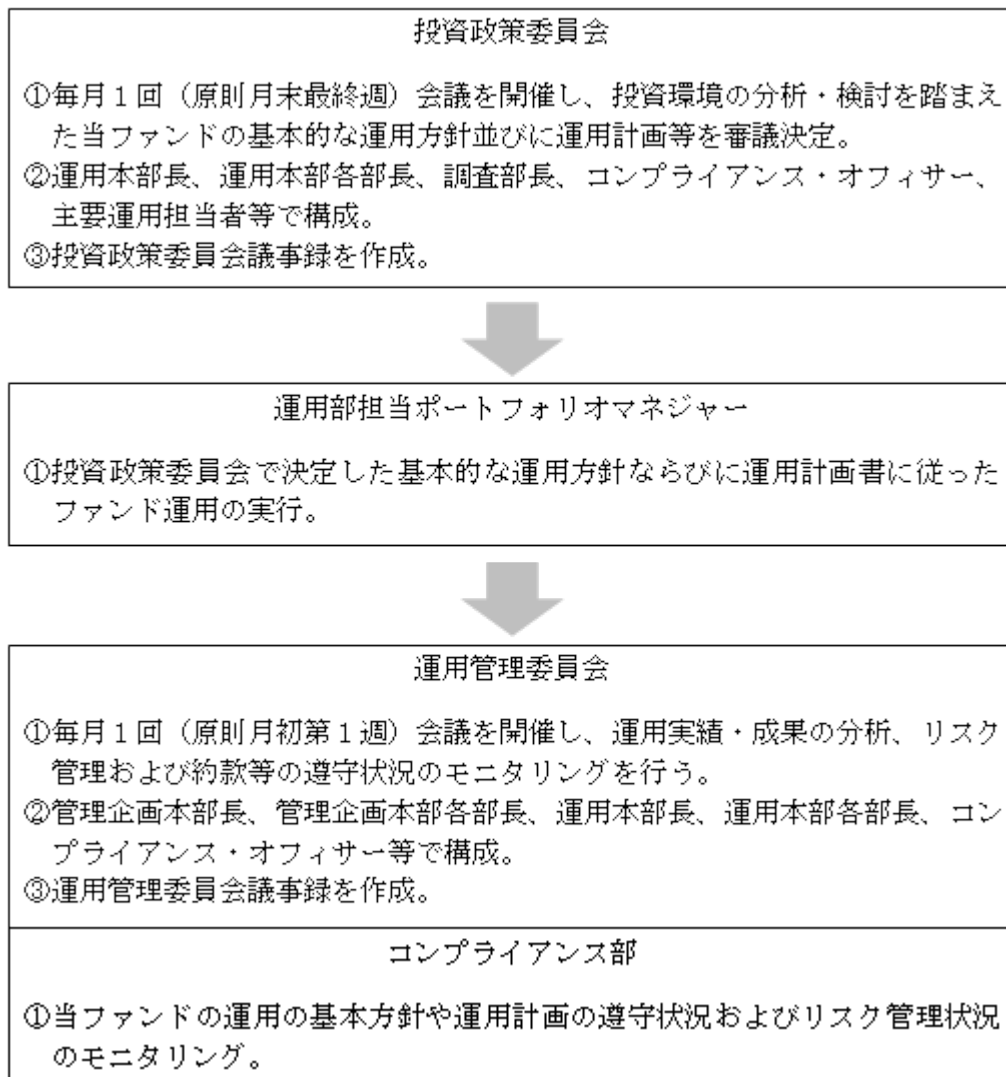 投資政策委員会
①毎月１回（原則月末最終週）会議を開催し、投資環境の分析・検討を踏まえ
た当ファンドの基本的な運用方針並びに運用計画等を審議決定。
②運用本部長、運用本部各部長、調査部長、コンプライアンス・オフィサー、
主要運用担当者等で構成。
③投資政策委員会議事録を作成。
運用部担当ポートフォリオマネジャー
①投資政策委員会で決定した基本的な運用方針ならびに運用計画書に従った
ファンド運用の実行。
運用管理委員会
①毎月１回（原則月初第１週）会議を開催し、運用実績・成果の分析、リスク
管理および約款等の遵守状況のモニタリングを行う。
②管理企画本部長、管理企画本部各部長、運用本部長、運用本部各部長、コン
プライアンス・オフィサー等で構成。
③運用管理委員会議事録を作成。
コンプライアンス部
①当ファンドの運用の基本方針や運用計画の遵守状況およびリスク管理状況
のモニタリング。